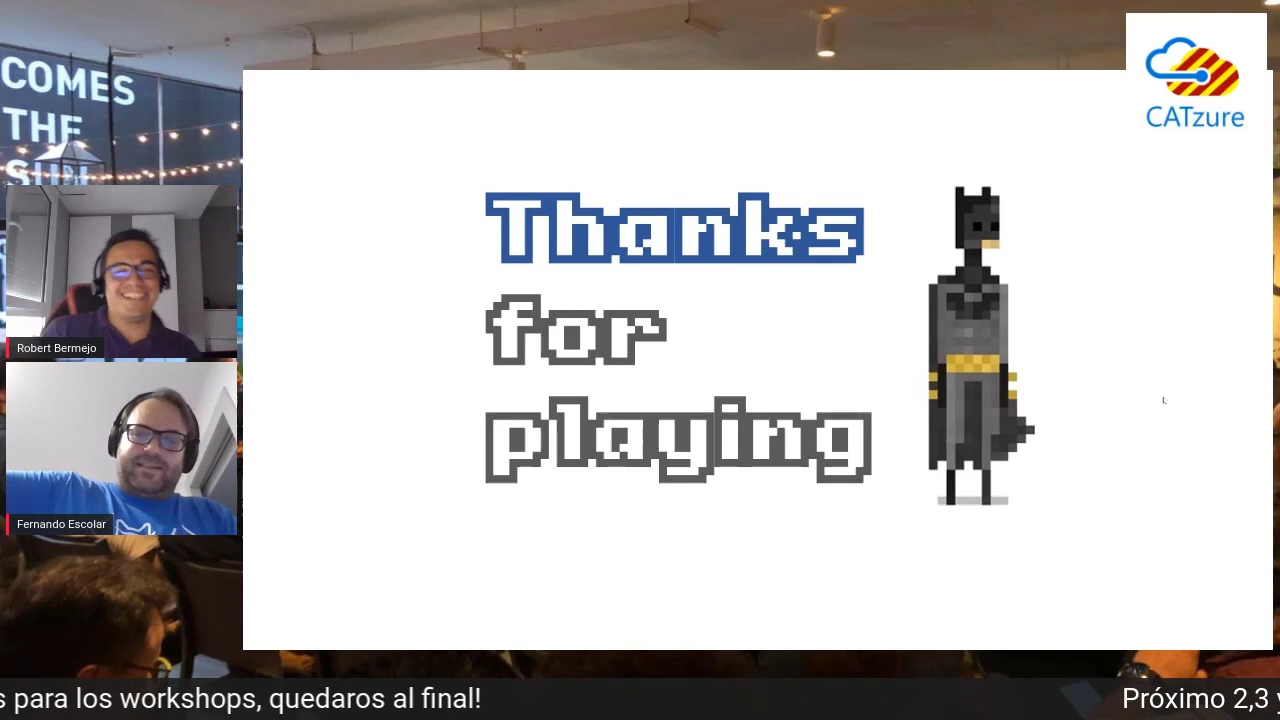 COMES
THE
SUN
CATzure
Thanks
for
playing
Robert Bermejo
Fernando Escolar
s para los workshops, quedaros al final!
Próximo 2,3 y